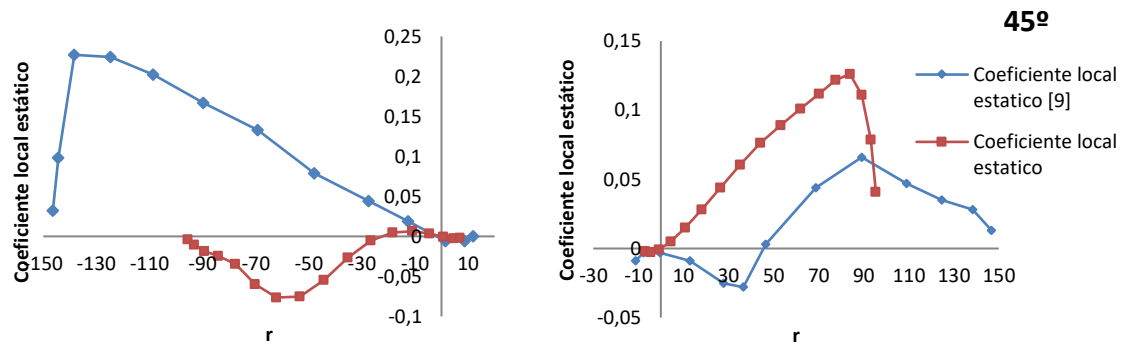 45º
Coeficiente local estático
0,25
0,2
0,15
0,1
0,05
0
-0,05
-0,1
-150 -130 -110 -90 -70 -50 -30 -10 10
r
Coeficiente local estático
0,15
0,1
0,05
0
-0,05
-30 -10 10 30 50 70 90 110 130 150
r
Coeficiente local
estatico [9]
Coeficiente local
estatico